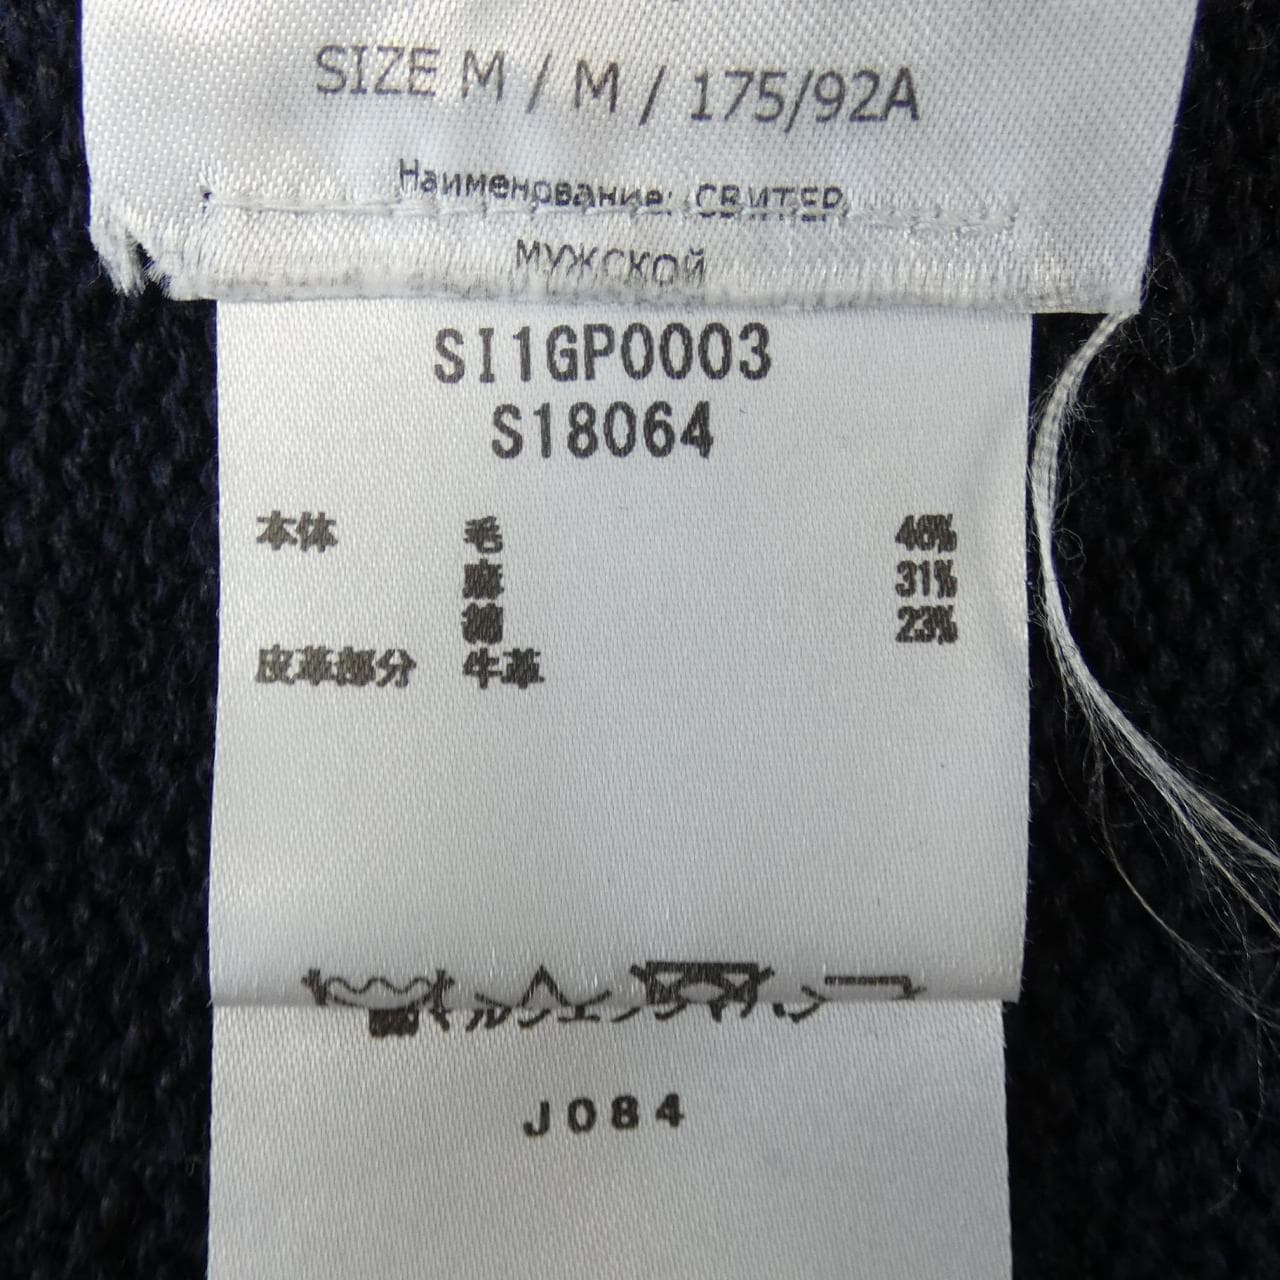 SIZE M / M / 175/92A
Наименование: СВИТЕР
МУЖСКОЙ
SI1GP0003
S18064
本体 毛 46%
麻 31%
綿 23%
皮革部分 牛革
J084